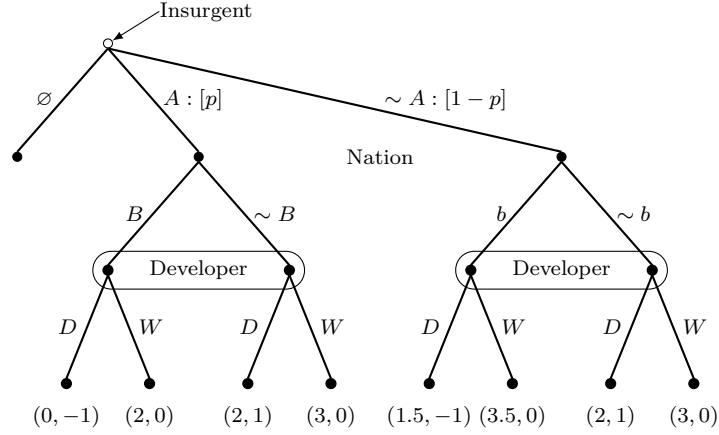 Insurgent
∅ A : [p] ∼ A : [1 − p]
Nation
B ∼ B b ∼ b
Developer Developer
D W D W D W D W
(0, −1) (2, 0) (2, 1) (3, 0) (1.5, −1) (3.5, 0) (2, 1) (3, 0)